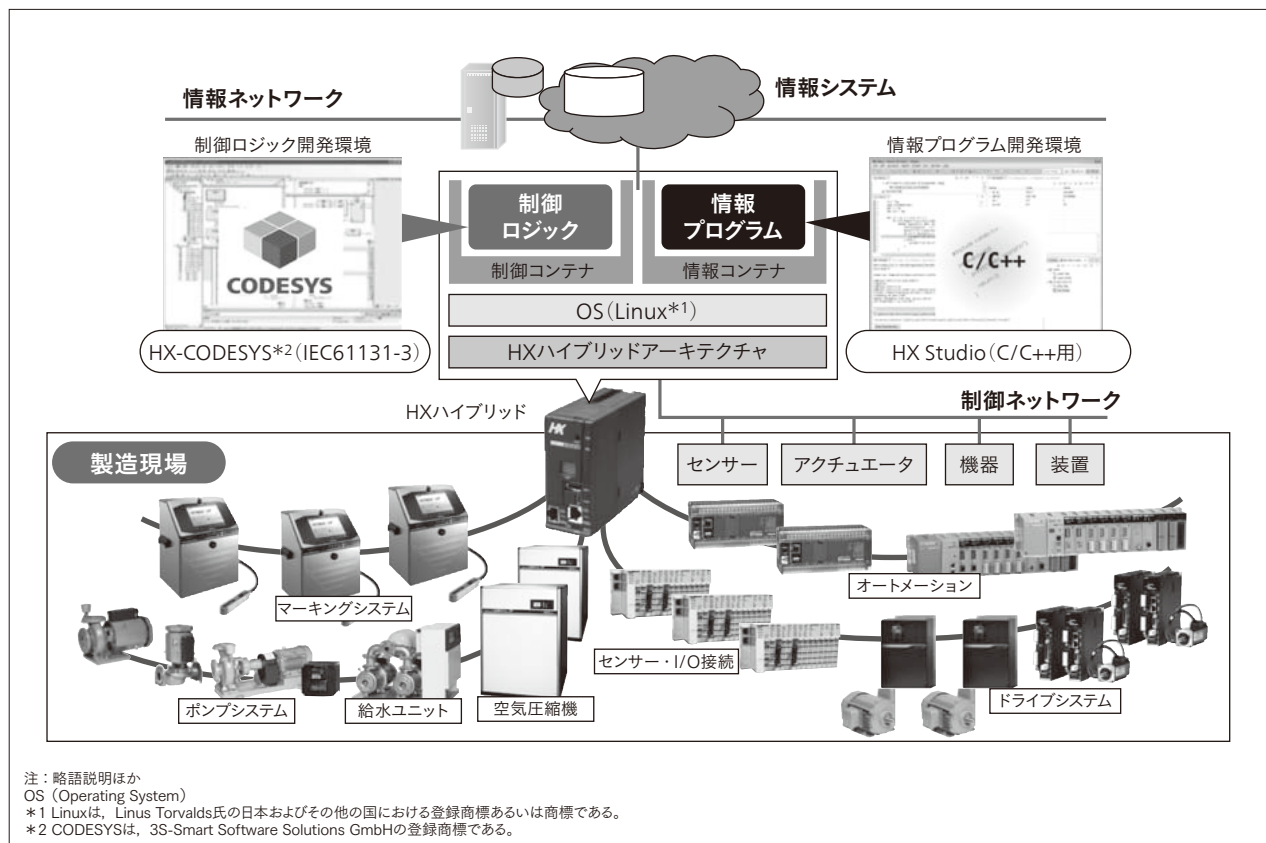 情報ネットワーク
情報システム
制御ロジック開発環境
情報プログラム開発環境
制御
ロジック
情報
プログラム
制御コンテナ
情報コンテナ
CODESYS
C/C++
OS（Linux*1）
HX-CODESYS*2（IEC61131-3）
HXハイブリッドアーキテクチャ
HX Studio（C/C++用）
HXハイブリッド
制御ネットワーク
HX
製造現場
センサー
アクチュエータ
機器
装置
オートメーション
マーキングシステム
センサー・I/O接続
ポンプシステム
給水ユニット
空気圧縮機
ドライブシステム
注：略語説明ほか
OS（Operating System）
*1 Linuxは，Linus Torvalds氏の日本およびその他の国における登録商標あるいは商標である。
*2 CODESYSは，3S-Smart Software Solutions GmbHの登録商標である。